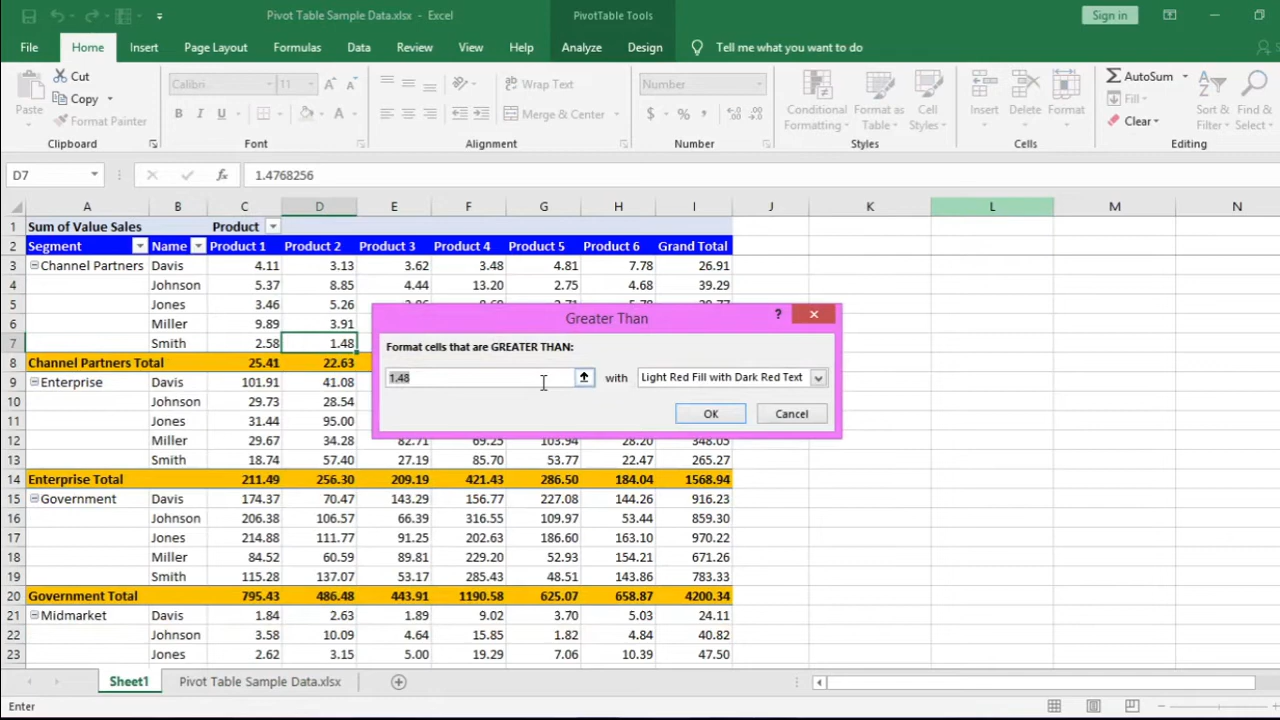 Pivot Table Sample Data.xlsx - Excel
PivotTable Tools
Sign in
File Home Insert Page Layout Formulas Data Review View Help Analyze Design Tell me what you want to do
Paste
Cut
Copy
Format Painter
Clipboard
Calibri 11
B I U A
Font
Wrap Text
Merge & Center
Alignment
Number
$ % ,
Number
Conditional Formatting
Format as Table
Cell Styles
Styles
Insert Delete Format
Cells
AutoSum
Fill
Clear
Sort & Filter
Find & Select
Editing
D7 fx 1.4768256
A B C D E F G H I J K L M N
1 Sum of Value Sales Product
2 Segment Name Product 1 Product 2 Product 3 Product 4 Product 5 Product 6 Grand Total
3 Channel Partners Davis 4.11 3.13 3.62 3.48 4.81 7.78 26.91
4 Johnson 5.37 8.85 4.44 13.20 2.75 4.68 39.29
5 Jones 3.46 5.26
6 Miller 9.89 3.91
7 Smith 2.58 1.48
8 Channel Partners Total 25.41 22.63
9 Enterprise Davis 101.91 41.08
10 Johnson 29.73 28.54
11 Jones 31.44 95.00
12 Miller 29.67 34.28 82.71 69.25 103.94 28.20 348.05
13 Smith 18.74 57.40 27.19 85.70 53.77 22.47 265.27
14 Enterprise Total 211.49 256.30 209.19 421.43 286.50 184.04 1568.94
15 Government Davis 174.37 70.47 143.29 156.77 227.08 144.26 916.23
16 Johnson 206.38 106.57 66.39 316.55 109.97 53.44 859.30
17 Jones 214.88 111.77 91.25 202.63 186.60 163.10 970.22
18 Miller 84.52 60.59 89.81 229.20 52.93 154.21 671.26
19 Smith 115.28 137.07 53.17 285.43 48.51 143.86 783.33
20 Government Total 795.43 486.48 443.91 1190.58 625.07 658.87 4200.34
21 Midmarket Davis 1.84 2.63 1.89 9.02 3.70 5.03 24.11
22 Johnson 3.58 10.09 4.64 15.85 1.82 4.84 40.82
23 Jones 2.62 3.15 5.00 19.29 7.06 10.39 47.50
Greater Than ?
Format cells that are GREATER THAN:
1.48 with Light Red Fill with Dark Red Text
OK Cancel
Sheet1 Pivot Table Sample Data.xlsx
Enter